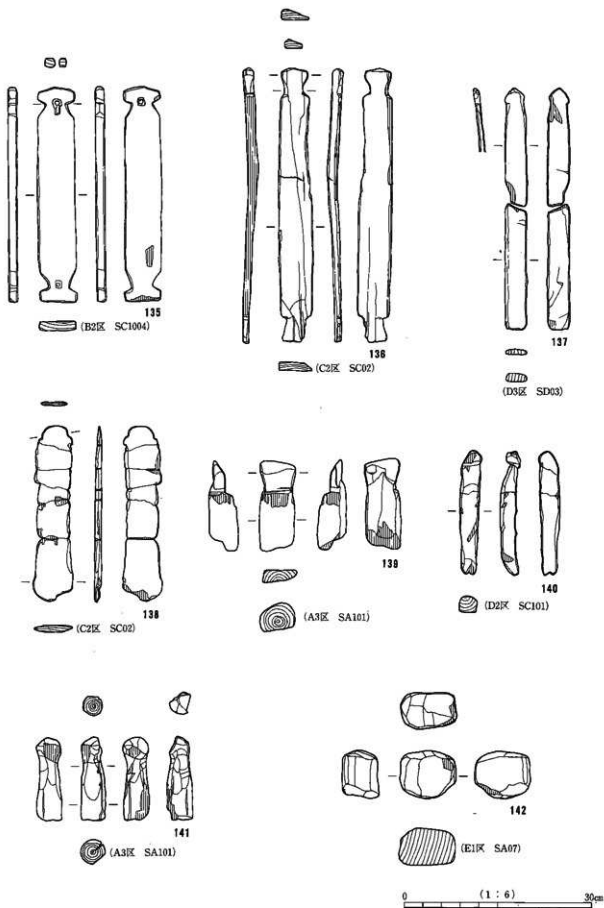 135
(B2区 SC1004)
136
(C2区 SC02)
137
(D3区 SD03)
138
(C2区 SC02)
139
(A3区 SA101)
140
(D2区 SC101)
141
(A3区 SA101)
142
(E1区 SA07)
0 (1:6) 30cm